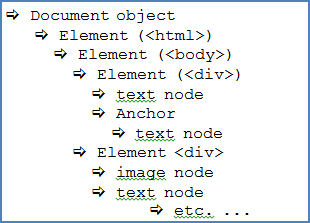 ⇨ Document object
⇨ Element (<html>)
⇨ Element (<body>)
⇨ Element (<div>)
⇨ text node
⇨ Anchor
⇨ text node
⇨ Element <div>
⇨ image node
⇨ text node
⇨ etc. ...